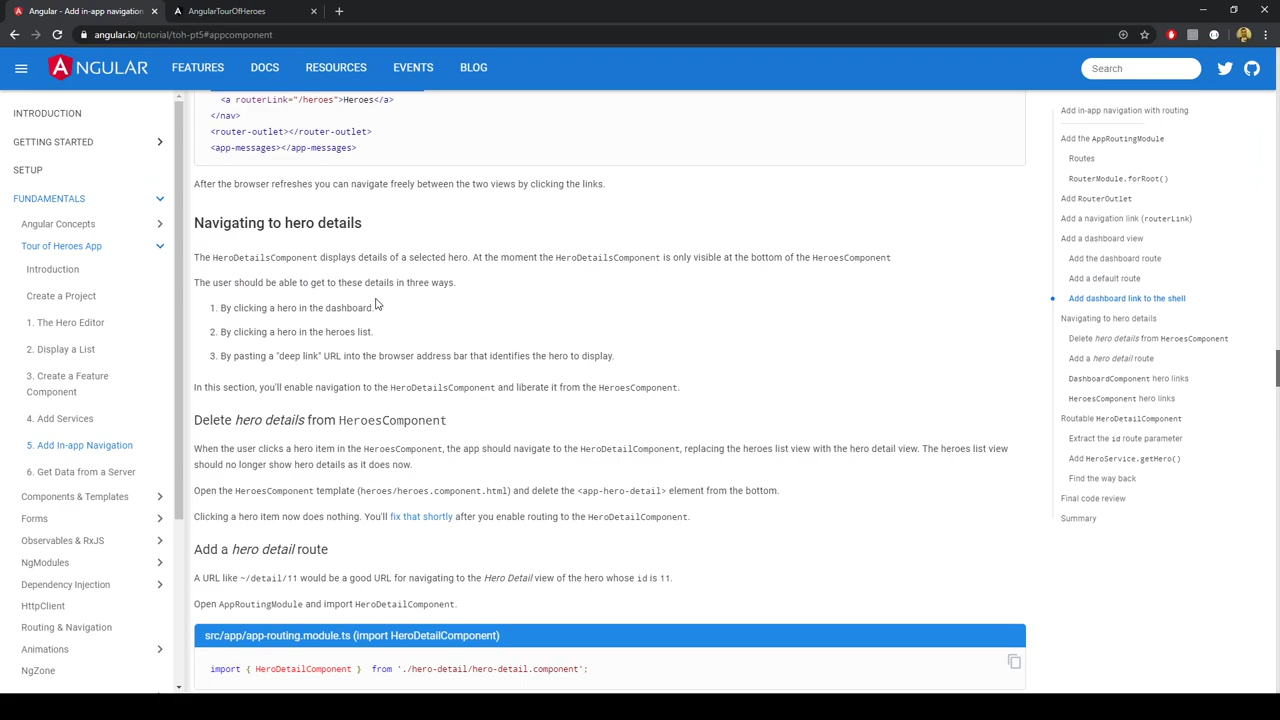 Angular - In-app navigation
AngularTourOfHeroes
angular.io/tutorial/toh-pt5#appcomponent
ANGULAR
FEATURES
DOCS
RESOURCES
EVENTS
BLOG
Search
INTRODUCTION
GETTING STARTED
SETUP
FUNDAMENTALS
Angular Concepts
Tour of Heroes App
Introduction
Create a Project
1. The Hero Editor
2. Display a List
3. Create a Feature
Component
4. Add Services
5. Add In-app Navigation
6. Get Data from a Server
Components & Templates
Forms
Observables & RxJS
NgModules
Dependency Injection
HttpClient
Routing & Navigation
Animations
NgZone
<a routerLink="/heroes">Heroes</a>
</nav>
<router-outlet></router-outlet>
<app-messages></app-messages>
After the browser refreshes you can navigate freely between the two views by clicking the links.
Navigating to hero details
The HeroDetailsComponent displays details of a selected hero. At the moment the HeroDetailsComponent is only visible at the bottom of the HeroesComponent
The user should be able to get to these details in three ways.
1. By clicking a hero in the dashboard.
2. By clicking a hero in the heroes list.
3. By pasting a "deep link" URL into the browser address bar that identifies the hero to display.
In this section, you'll enable navigation to the HeroDetailsComponent and liberate it from the HeroesComponent.
Delete hero details from HeroesComponent
When the user clicks a hero item in the HeroesComponent, the app should navigate to the HeroDetailComponent, replacing the heroes list view with the hero detail view. The heroes list view
should no longer show hero details as it does now.
Open the HeroesComponent template (heroes/heroes.component.html) and delete the <app-hero-detail> element from the bottom.
Clicking a hero item now does nothing. You'll fix that shortly after you enable routing to the HeroDetailComponent.
Add a hero detail route
A URL like ~/detail/11 would be a good URL for navigating to the Hero Detail view of the hero whose id is 11.
Open AppRoutingModule and import HeroDetailComponent.
src/app/app-routing.module.ts (import HeroDetailComponent)
import { HeroDetailComponent }  from './hero-detail/hero-detail.component';
Add in-app navigation with routing
Add the AppRoutingModule
Routes
RouterModule.forRoot()
Add RouterOutlet
Add a navigation link (routerLink)
Add a dashboard view
Add the dashboard route
Add a default route
Add dashboard link to the shell
Navigating to hero details
Delete hero details from HeroesComponent
Add a hero detail route
DashboardComponent hero links
HeroesComponent hero links
Routable HeroDetailComponent
Extract the id route parameter
Add HeroService.getHero()
Find the way back
Final code review
Summary